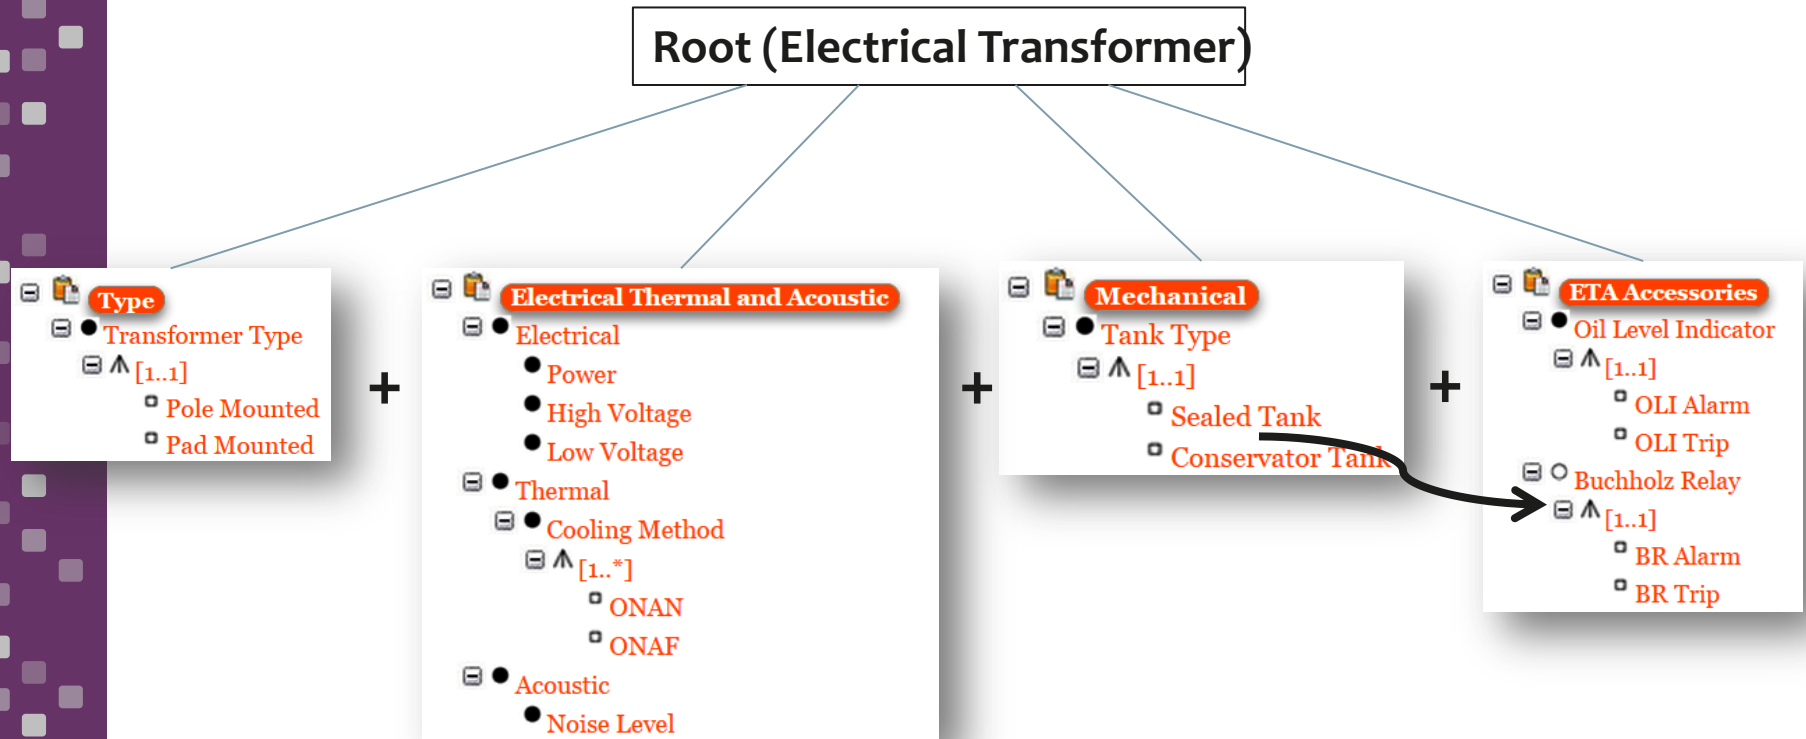 Root (Electrical Transformer)
Type
Transformer Type
[1..1]
Pole Mounted
Pad Mounted
+
Electrical Thermal and Acoustic
Electrical
Power
High Voltage
Low Voltage
Thermal
Cooling Method
[1..*]
ONAN
ONAF
Acoustic
Noise Level
+
Mechanical
Tank Type
[1..1]
Sealed Tank
Conservator Tank
+
ETA Accessories
Oil Level Indicator
[1..1]
OLI Alarm
OLI Trip
Buchholz Relay
[1..1]
BR Alarm
BR Trip